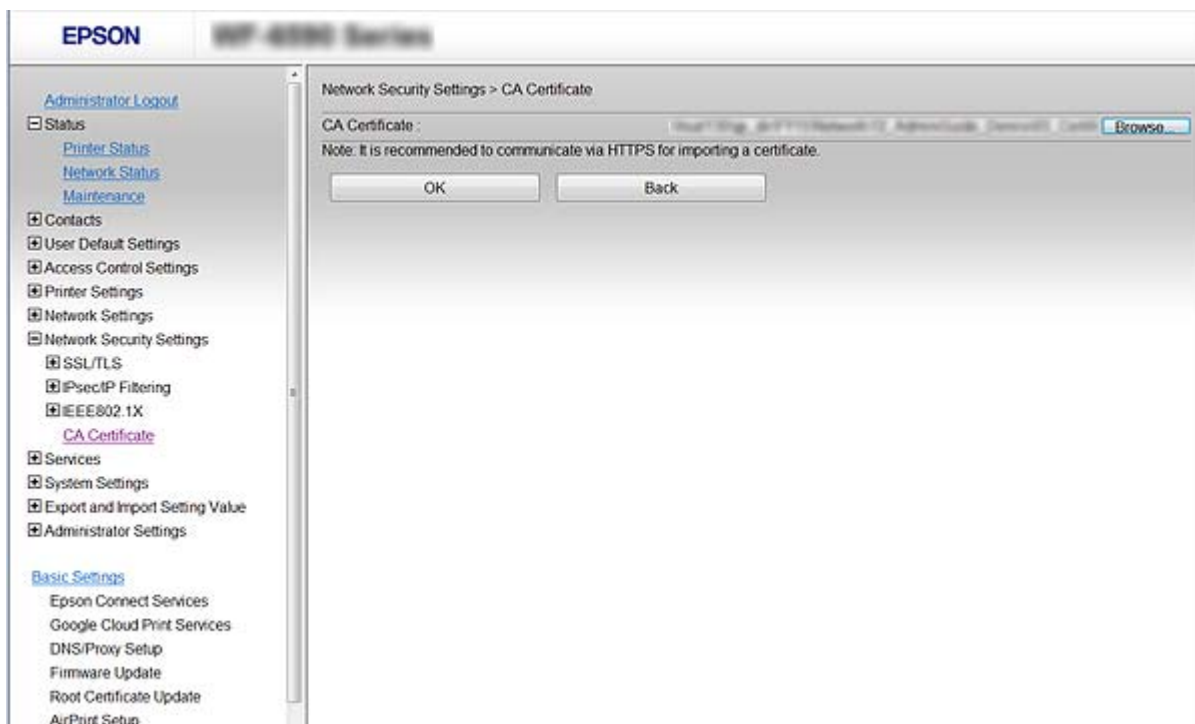 EPSON
Administrator Logout
Status
Printer Status
Network Status
Maintenance
Contacts
User Default Settings
Access Control Settings
Printer Settings
Network Settings
Network Security Settings
SSL/TLS
IPsec/IP Filtering
IEEE802.1X
CA Certificate
Services
System Settings
Export and Import Setting Value
Administrator Settings
Basic Settings
Epson Connect Services
Google Cloud Print Services
DNS/Proxy Setup
Firmware Update
Root Certificate Update
AirPrint Setup
Network Security Settings > CA Certificate
CA Certificate :
Browse...
Note: It is recommended to communicate via HTTPS for importing a certificate.
OK
Back